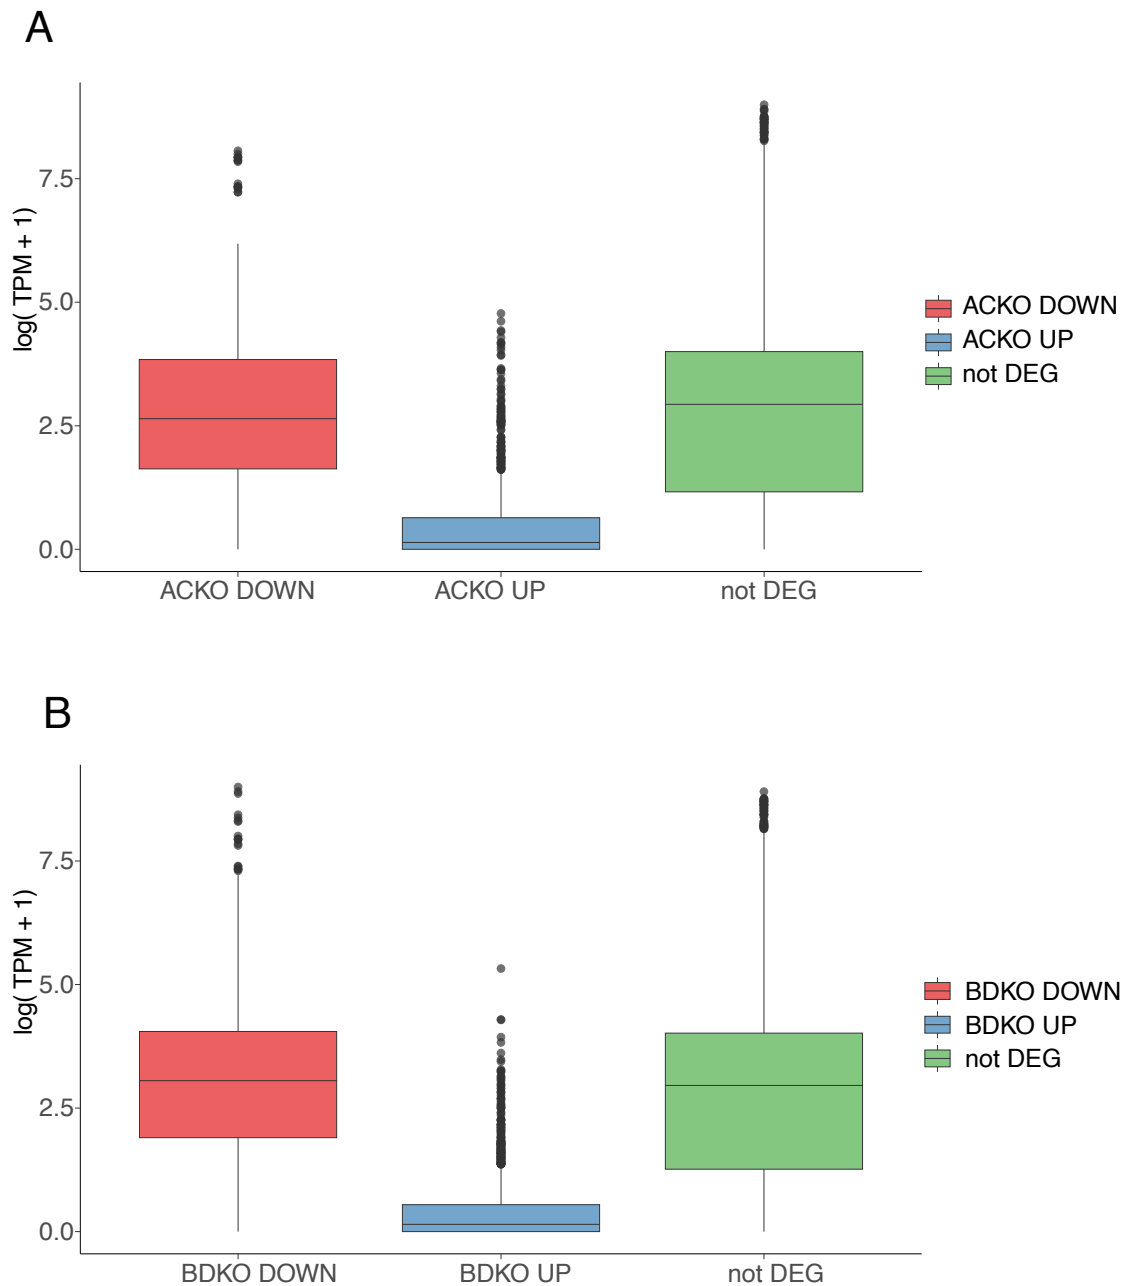 A
log( TPM + 1)
7.5
5.0
2.5
0.0
ACKO DOWN
ACKO UP
not DEG
ACKO DOWN
ACKO UP
not DEG
B
log( TPM + 1)
7.5
5.0
2.5
0.0
BDKO DOWN
BDKO UP
not DEG
BDKO DOWN
BDKO UP
not DEG